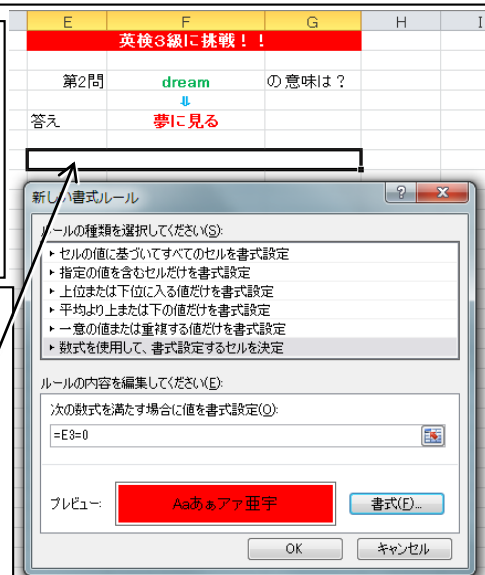 E F G H I
英検3級に挑戦！！
第2問 dream の意味は？
⇓
答え 夢に見る
新しい書式ルール
ルールの種類を選択してください(S):
► セルの値に基づいてすべてのセルを書式設定
► 指定の値を含むセルだけを書式設定
► 上位または下位に入る値だけを書式設定
► 平均より上または下の値だけを書式設定
► 一意の値または重複する値だけを書式設定
► 数式を使用して、書式設定するセルを決定
ルールの内容を編集してください(E):
次の数式を満たす場合に値を書式設定(O):
=E3=0
プレビュー: Aaあぁアァ亜宇 書式(F)...
OK キャンセル